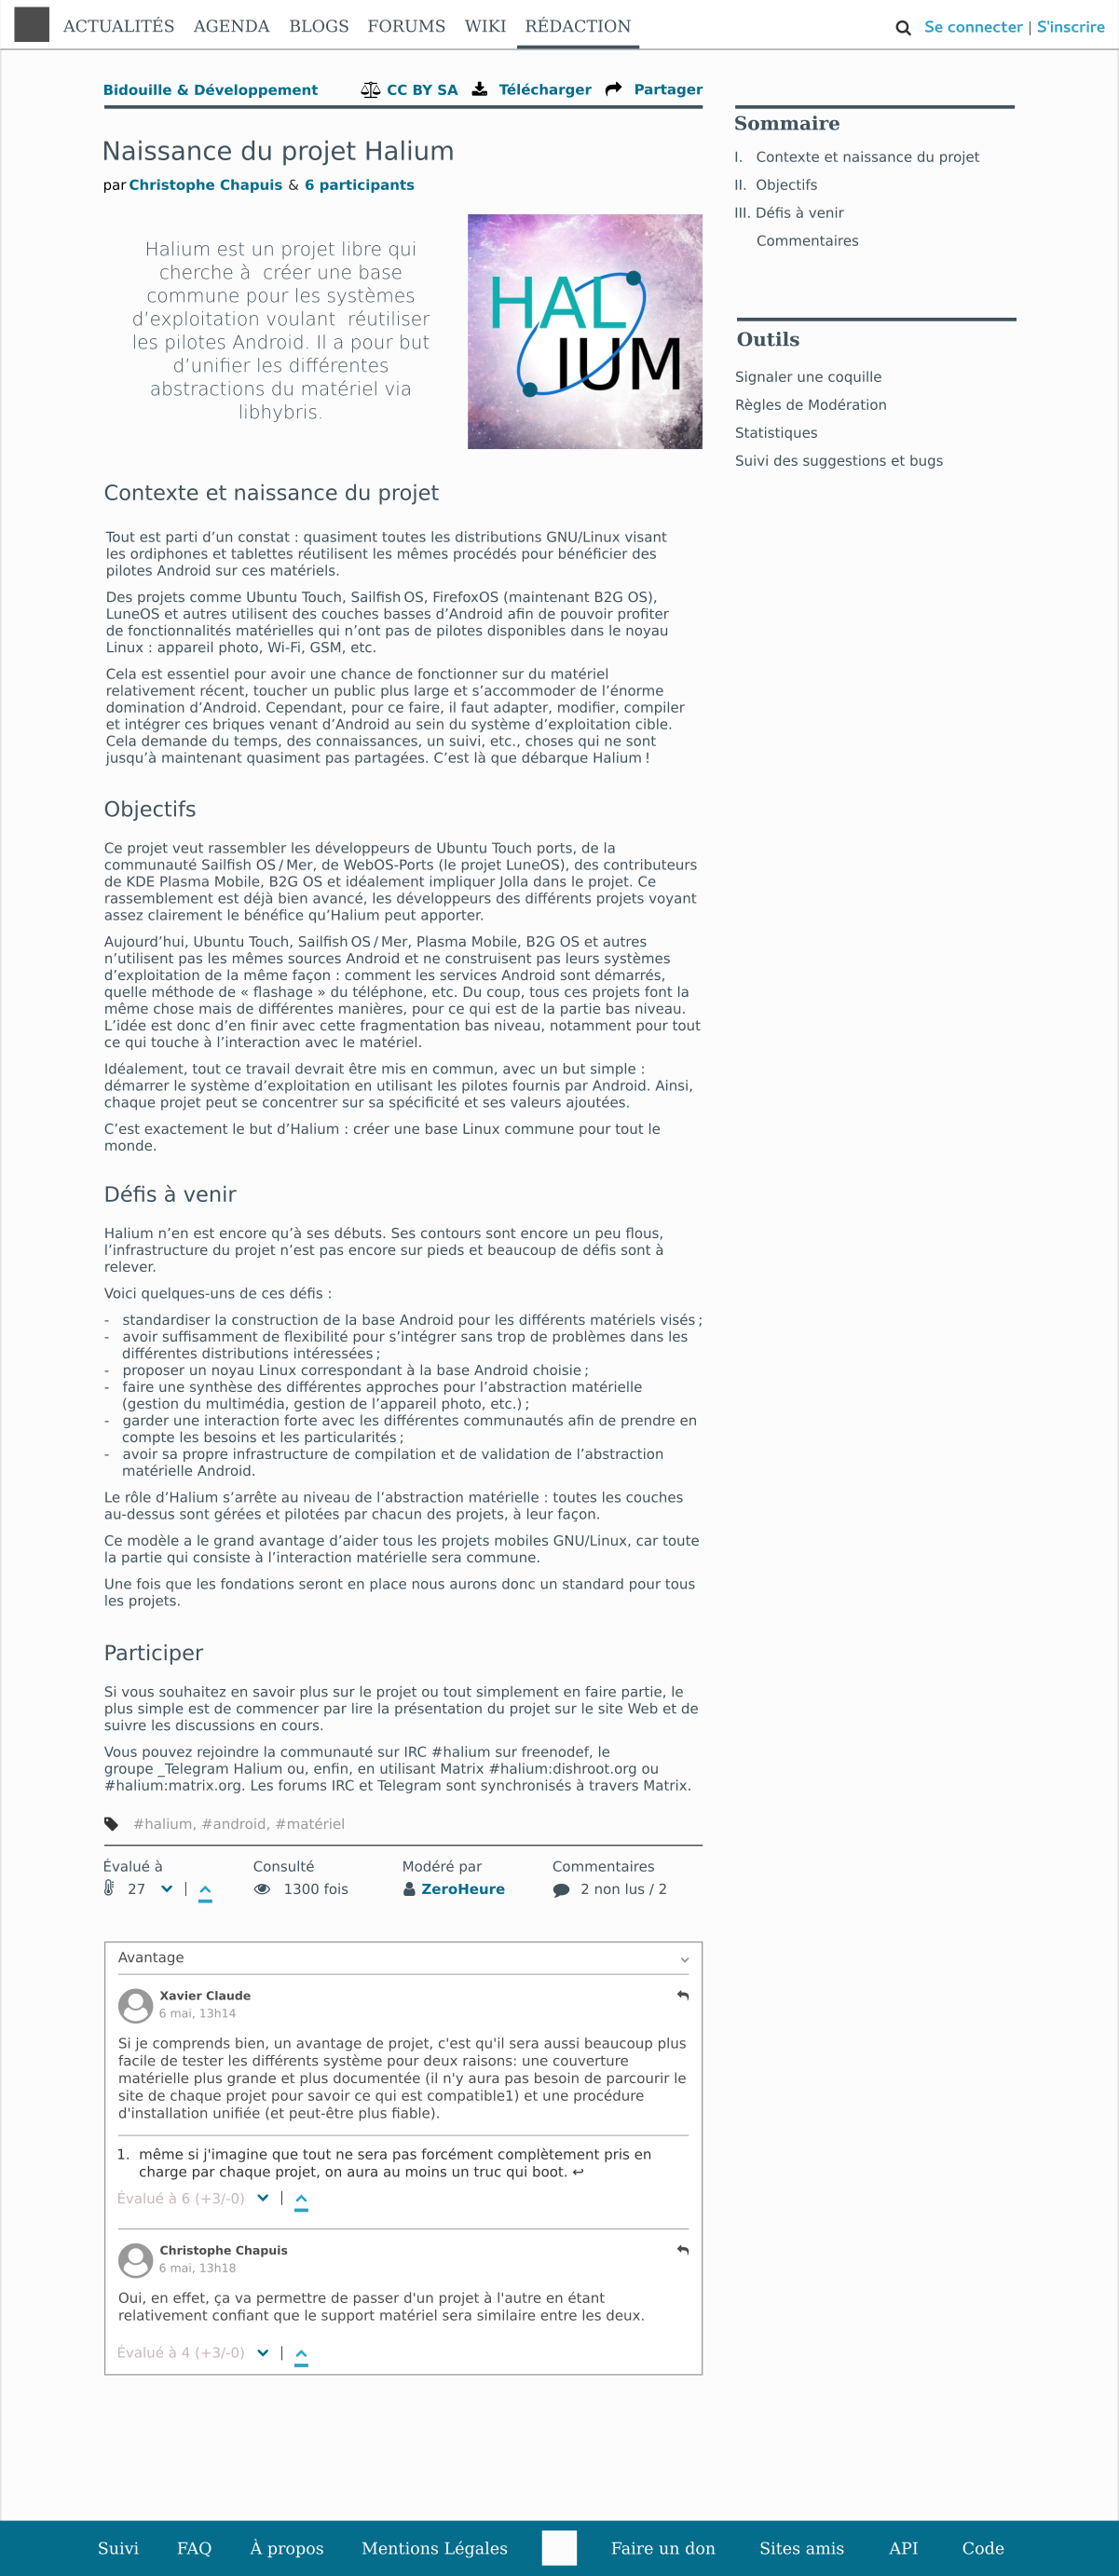 ACTUALITÉS AGENDA BLOGS FORUMS WIKI RÉDACTION Se connecter | S'inscrire
Bidouille & Développement CC BY SA Télécharger Partager
Naissance du projet Halium
par Christophe Chapuis & 6 participants
Halium est un projet libre qui
cherche à créer une base
commune pour les systèmes
d’exploitation voulant réutiliser
les pilotes Android. Il a pour but
d’unifier les différentes
abstractions du matériel via
libhybris.
HAL
IUM
Sommaire
I. Contexte et naissance du projet
II. Objectifs
III. Défis à venir
Commentaires
Outils
Signaler une coquille
Règles de Modération
Statistiques
Suivi des suggestions et bugs
Contexte et naissance du projet
Tout est parti d’un constat : quasiment toutes les distributions GNU/Linux visant
les ordiphones et tablettes réutilisent les mêmes procédés pour bénéficier des
pilotes Android sur ces matériels.
Des projets comme Ubuntu Touch, Sailfish OS, FirefoxOS (maintenant B2G OS),
LuneOS et autres utilisent des couches basses d’Android afin de pouvoir profiter
de fonctionnalités matérielles qui n’ont pas de pilotes disponibles dans le noyau
Linux : appareil photo, Wi-Fi, GSM, etc.
Cela est essentiel pour avoir une chance de fonctionner sur du matériel
relativement récent, toucher un public plus large et s’accommoder de l’énorme
domination d’Android. Cependant, pour ce faire, il faut adapter, modifier, compiler
et intégrer ces briques venant d’Android au sein du système d’exploitation cible.
Cela demande du temps, des connaissances, un suivi, etc., choses qui ne sont
jusqu’à maintenant quasiment pas partagées. C’est là que débarque Halium !
Objectifs
Ce projet veut rassembler les développeurs de Ubuntu Touch ports, de la
communauté Sailfish OS / Mer, de WebOS-Ports (le projet LuneOS), des contributeurs
de KDE Plasma Mobile, B2G OS et idéalement impliquer Jolla dans le projet. Ce
rassemblement est déjà bien avancé, les développeurs des différents projets voyant
assez clairement le bénéfice qu’Halium peut apporter.
Aujourd’hui, Ubuntu Touch, Sailfish OS / Mer, Plasma Mobile, B2G OS et autres
n’utilisent pas les mêmes sources Android et ne construisent pas leurs systèmes
d’exploitation de la même façon : comment les services Android sont démarrés,
quelle méthode de « flashage » du téléphone, etc. Du coup, tous ces projets font la
même chose mais de différentes manières, pour ce qui est de la partie bas niveau.
L’idée est donc d’en finir avec cette fragmentation bas niveau, notamment pour tout
ce qui touche à l’interaction avec le matériel.
Idéalement, tout ce travail devrait être mis en commun, avec un but simple :
démarrer le système d’exploitation en utilisant les pilotes fournis par Android. Ainsi,
chaque projet peut se concentrer sur sa spécificité et ses valeurs ajoutées.
C’est exactement le but d’Halium : créer une base Linux commune pour tout le
monde.
Défis à venir
Halium n’en est encore qu’à ses débuts. Ses contours sont encore un peu flous,
l’infrastructure du projet n’est pas encore sur pieds et beaucoup de défis sont à
relever.
Voici quelques-uns de ces défis :
- standardiser la construction de la base Android pour les différents matériels visés ;
- avoir suffisamment de flexibilité pour s’intégrer sans trop de problèmes dans les
différentes distributions intéressées ;
- proposer un noyau Linux correspondant à la base Android choisie ;
- faire une synthèse des différentes approches pour l’abstraction matérielle
(gestion du multimédia, gestion de l’appareil photo, etc.) ;
- garder une interaction forte avec les différentes communautés afin de prendre en
compte les besoins et les particularités ;
- avoir sa propre infrastructure de compilation et de validation de l’abstraction
matérielle Android.
Le rôle d’Halium s’arrête au niveau de l’abstraction matérielle : toutes les couches
au-dessus sont gérées et pilotées par chacun des projets, à leur façon.
Ce modèle a le grand avantage d’aider tous les projets mobiles GNU/Linux, car toute
la partie qui consiste à l’interaction matérielle sera commune.
Une fois que les fondations seront en place nous aurons donc un standard pour tous
les projets.
Participer
Si vous souhaitez en savoir plus sur le projet ou tout simplement en faire partie, le
plus simple est de commencer par lire la présentation du projet sur le site Web et de
suivre les discussions en cours.
Vous pouvez rejoindre la communauté sur IRC #halium sur freenodef, le
groupe _Telegram Halium ou, enfin, en utilisant Matrix #halium:dishroot.org ou
#halium:matrix.org. Les forums IRC et Telegram sont synchronisés à travers Matrix.
#halium, #android, #matériel
Évalué à Consulté Modéré par Commentaires
27 | 1300 fois ZeroHeure 2 non lus / 2
Avantage
Xavier Claude
6 mai, 13h14
Si je comprends bien, un avantage de projet, c'est qu'il sera aussi beaucoup plus
facile de tester les différents système pour deux raisons: une couverture
matérielle plus grande et plus documentée (il n'y aura pas besoin de parcourir le
site de chaque projet pour savoir ce qui est compatible1) et une procédure
d'installation unifiée (et peut-être plus fiable).
1. même si j'imagine que tout ne sera pas forcément complètement pris en
charge par chaque projet, on aura au moins un truc qui boot. ↩
Évalué à 6 (+3/-0) |
Christophe Chapuis
6 mai, 13h18
Oui, en effet, ça va permettre de passer d'un projet à l'autre en étant
relativement confiant que le support matériel sera similaire entre les deux.
Évalué à 4 (+3/-0) |
Suivi FAQ À propos Mentions Légales Faire un don Sites amis API Code